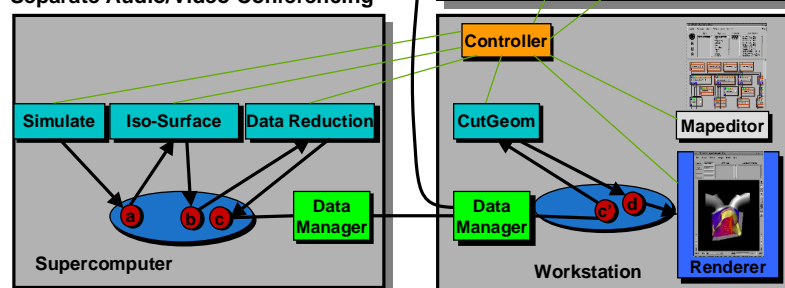 Separate Audio/Video Conferencing
Controller
Simulate
Iso-Surface
Data Reduction
CutGeom
Mapeditor
a
b
c
Data
Manager
Data
Manager
c'
d
Supercomputer
Workstation
Renderer